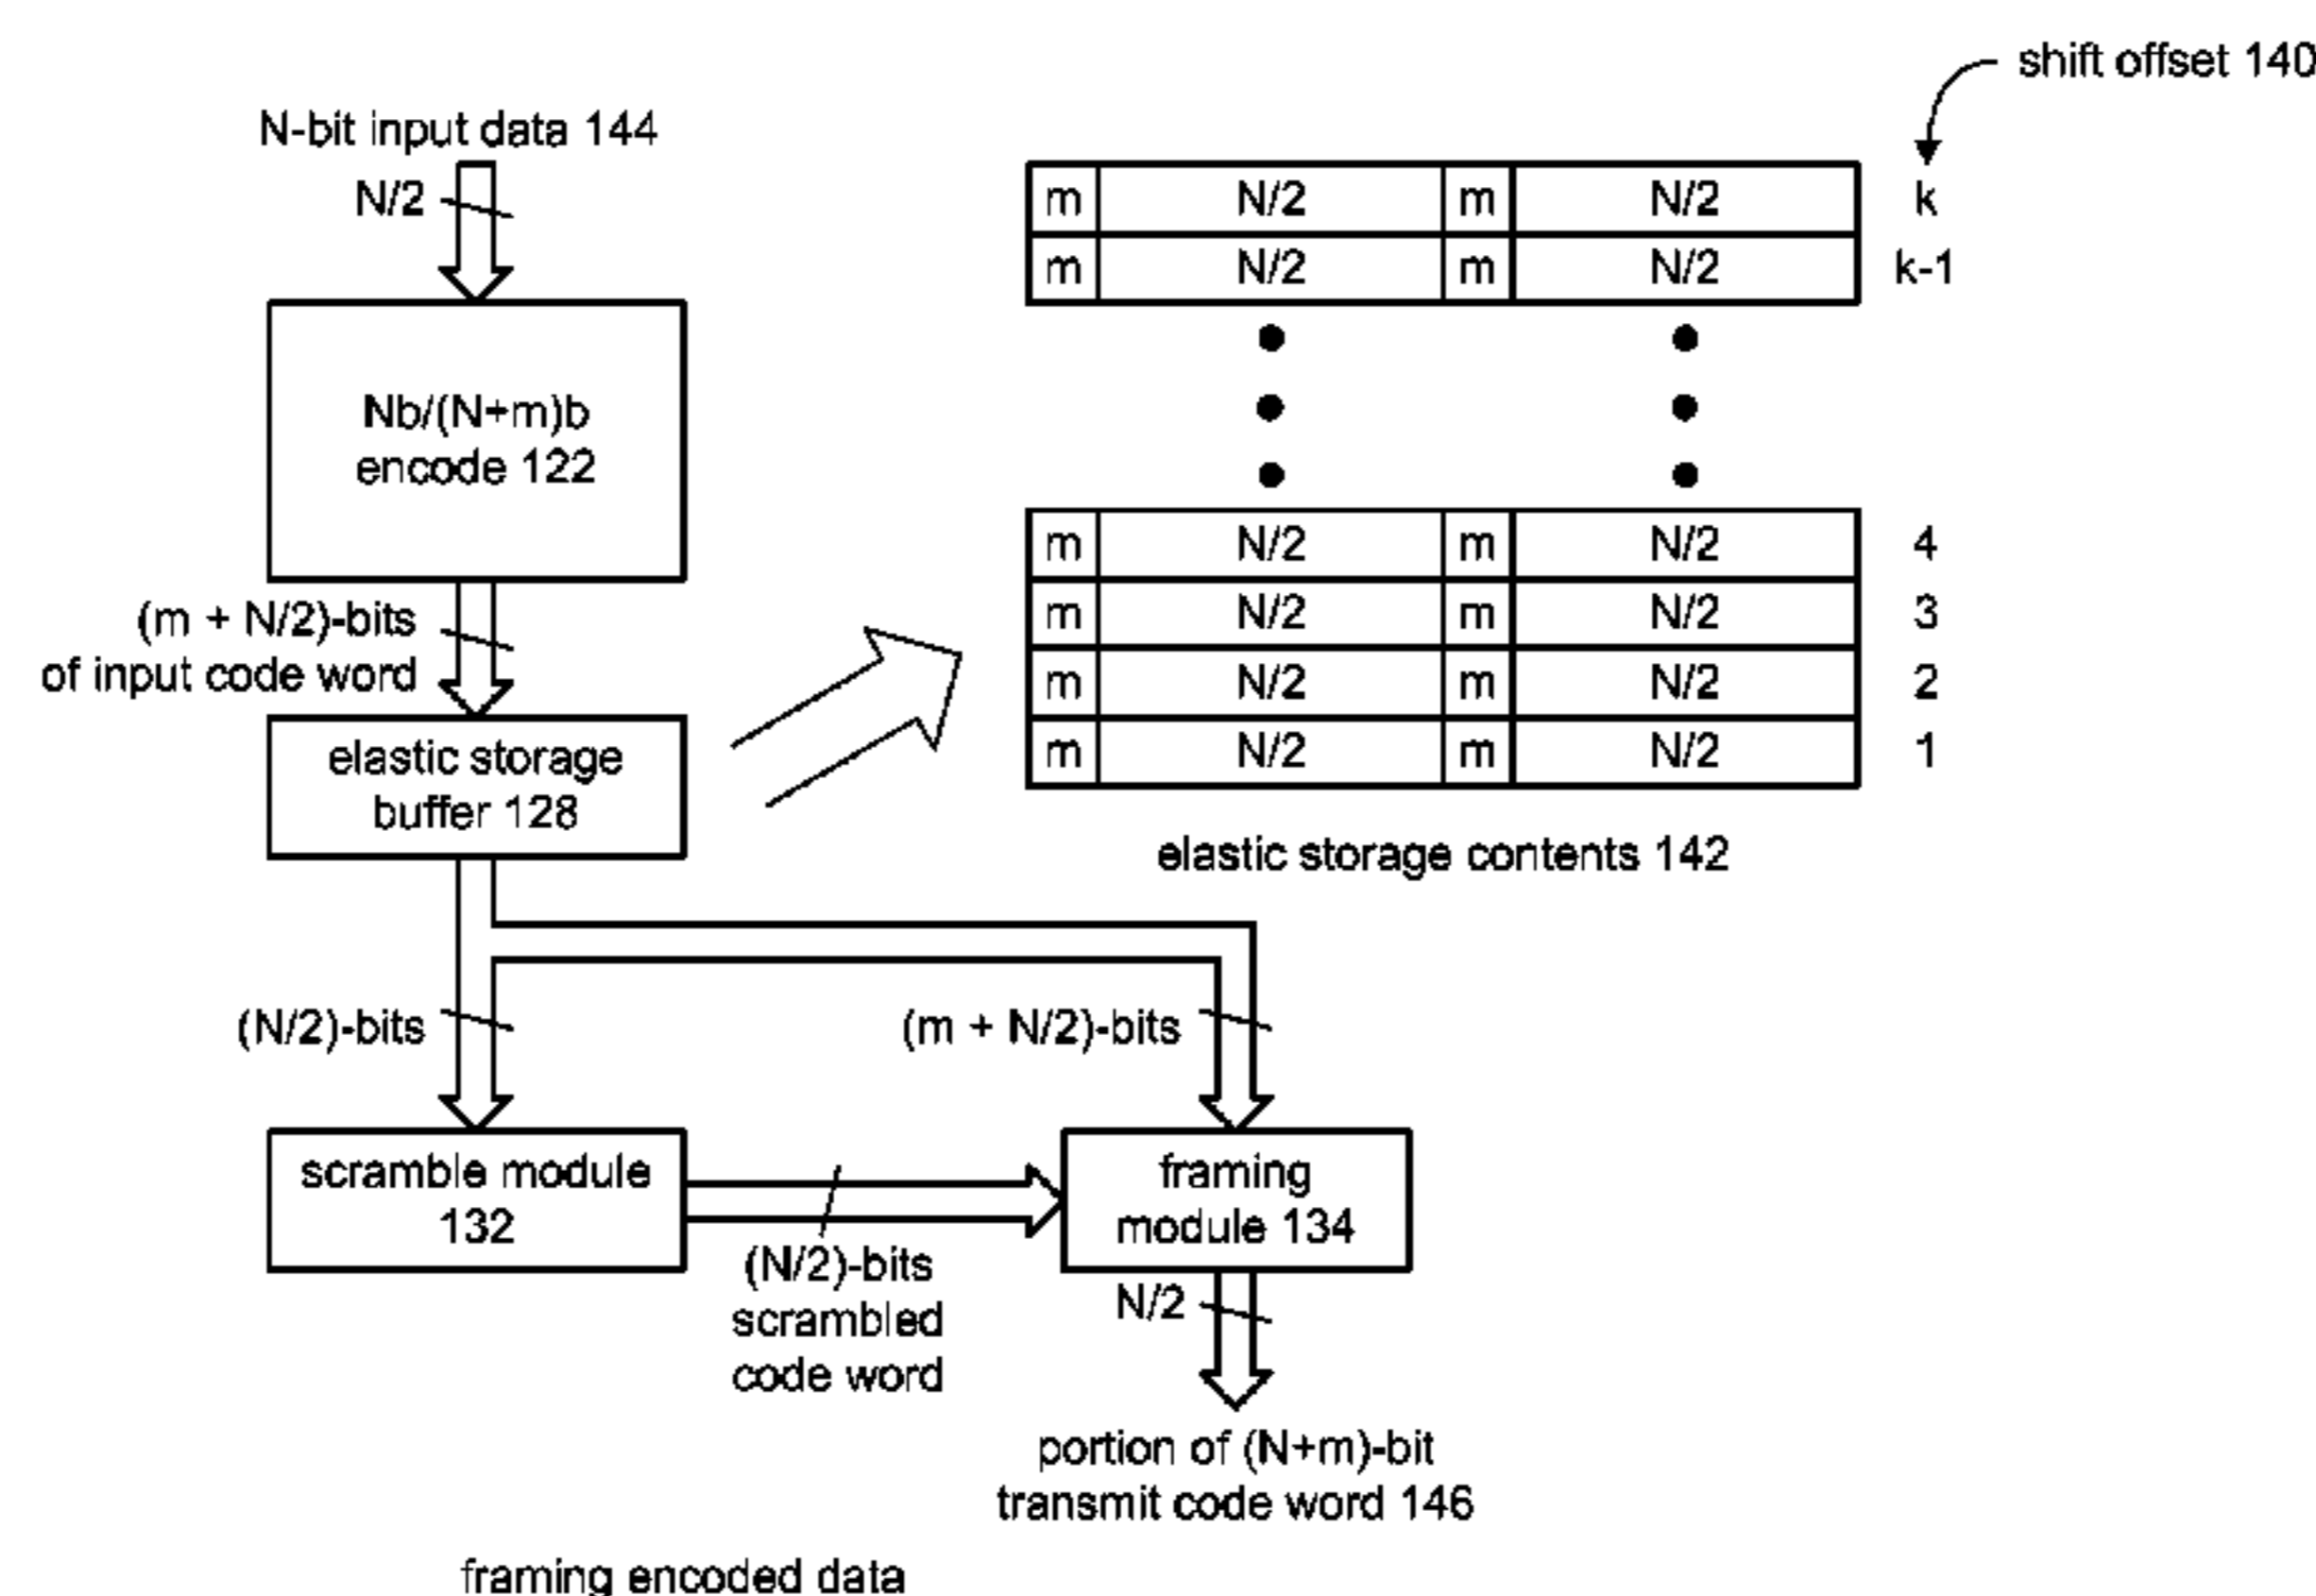 shift offset 140
N-bit input data 144
N/2
m N/2 m N/2 k
m N/2 m N/2 k-1
Nb/(N+m)b
encode 122
m N/2 m N/2 4
m N/2 m N/2 3
m N/2 m N/2 2
m N/2 m N/2 1
elastic storage contents 142
(m + N/2)-bits
of input code word
elastic storage
buffer 128
(N/2)-bits
(m + N/2)-bits
scramble module
132
(N/2)-bits
scrambled
code word
framing
module 134
N/2
portion of (N+m)-bit
transmit code word 146
framing encoded data